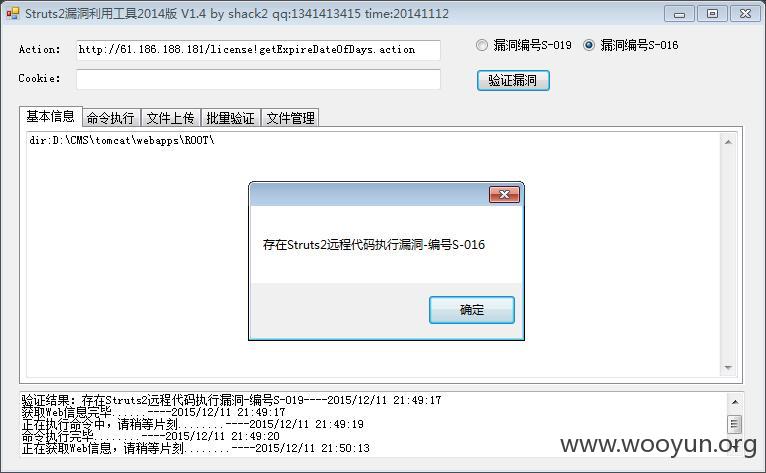 Struts2漏洞利用工具2014版 V1.4 by shack2 qq:1341413415 time:20141112
Action: http://61.186.188.181/license!getExpireDateOfDays.action 漏洞编号S-019 漏洞编号S-016
Cookie: 验证漏洞
基本信息 命令执行 文件上传 批量验证 文件管理
dir:D:\CMS\tomcat\webapps\ROOT\
存在Struts2远程代码执行漏洞-编号S-016
确定
验证结果: 存在Struts2远程代码执行漏洞-编号S-019----2015/12/11 21:49:17
获取Web信息完毕......----2015/12/11 21:49:17
正在执行命令中,请稍等片刻........----2015/12/11 21:49:19
命令执行完毕........----2015/12/11 21:49:20
正在获取Web信息,请稍等片刻........----2015/12/11 21:50:13
www.wooyun.org